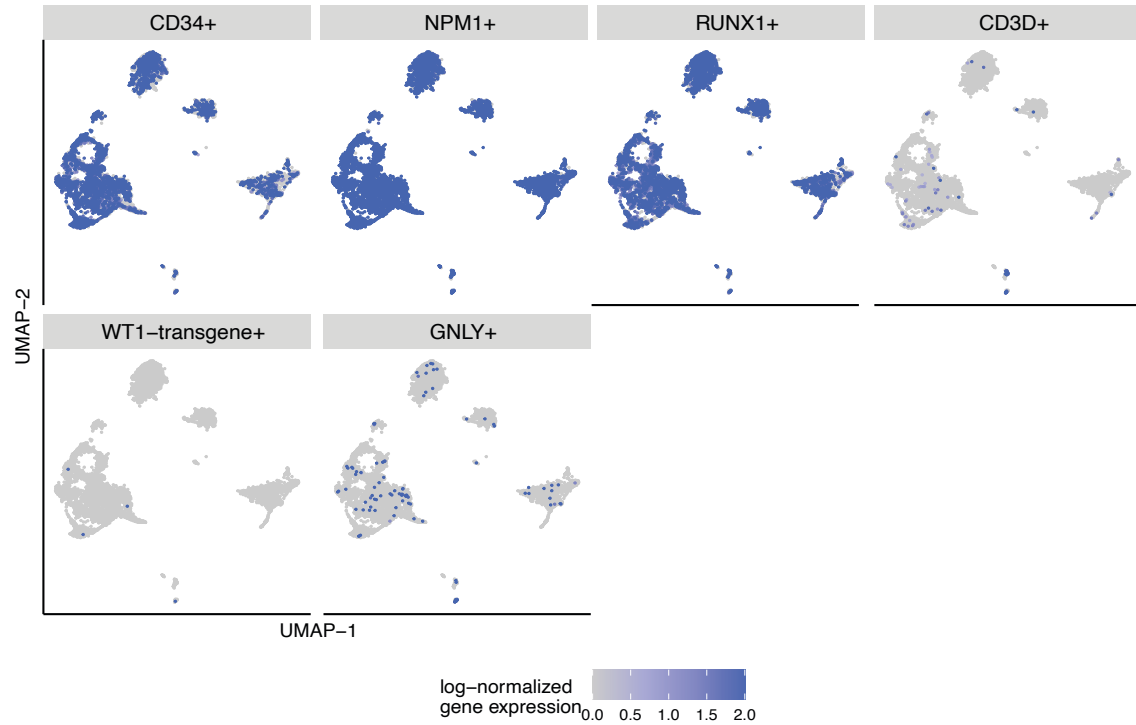 CD34+ NPM1+ RUNX1+ CD3D+
WT1−transgene+ GNLY+
UMAP−2
UMAP−1
log−normalized
gene expression
0.0 0.5 1.0 1.5 2.0